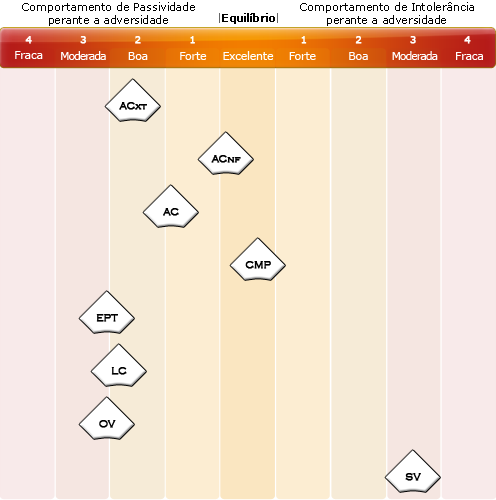 Comportamento de Passividade
perante a adversidade
|Equilíbrio|
Comportamento de Intolerância
perante a adversidade
4 3 2 1 1 2 3 4
Fraca Moderada Boa Forte Excelente Forte Boa Moderada Fraca
ACXT
ACNF
AC
CMP
EPT
LC
OV
SV